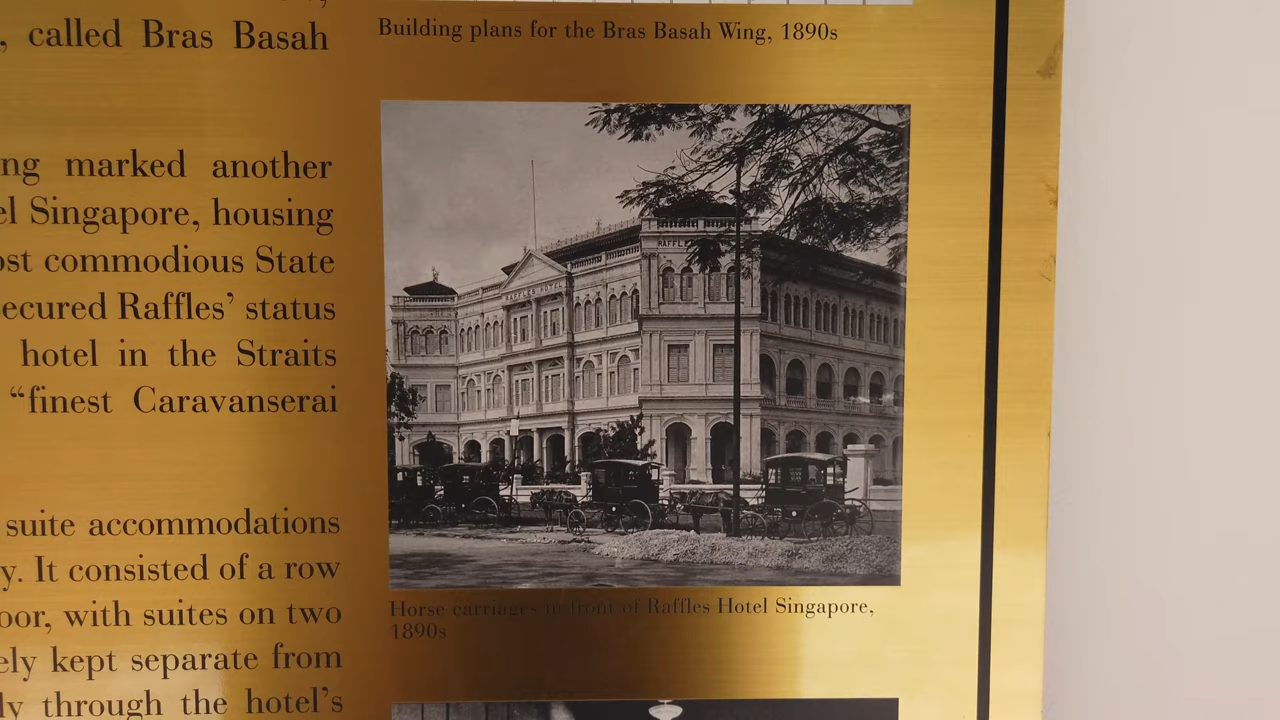 , called Bras Basah
ng marked another
el Singapore, housing
ost commodious State
ecured Raffles’ status
hotel in the Straits
“finest Caravanserai
suite accommodations
y. It consisted of a row
oor, with suites on two
ely kept separate from
ly through the hotel’s
Building plans for the Bras Basah Wing, 1890s
RAFFLES HOTEL
RAFFLE
Horse carriages in front of Raffles Hotel Singapore,
1890s